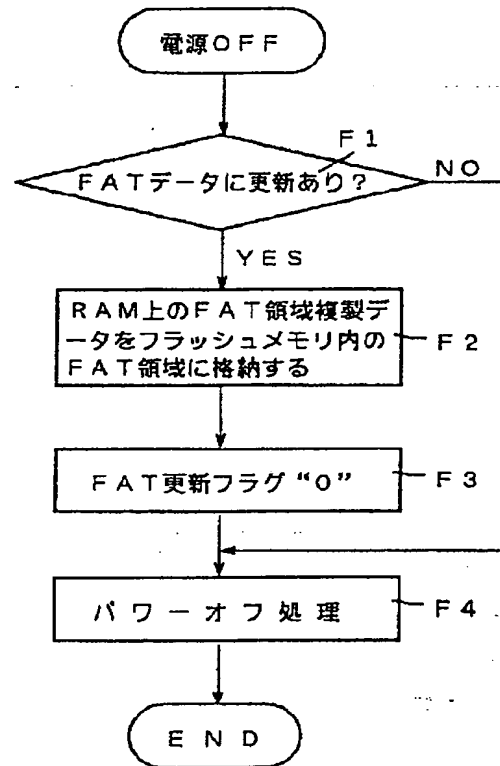 電源OFF
F1
FATデータに更新あり?
NO
YES
RAM上のFAT領域複製デ
ータをフラッシュメモリ内の
FAT領域に格納する
F2
FAT更新フラグ“0”
F3
パワーオフ処理
F4
END